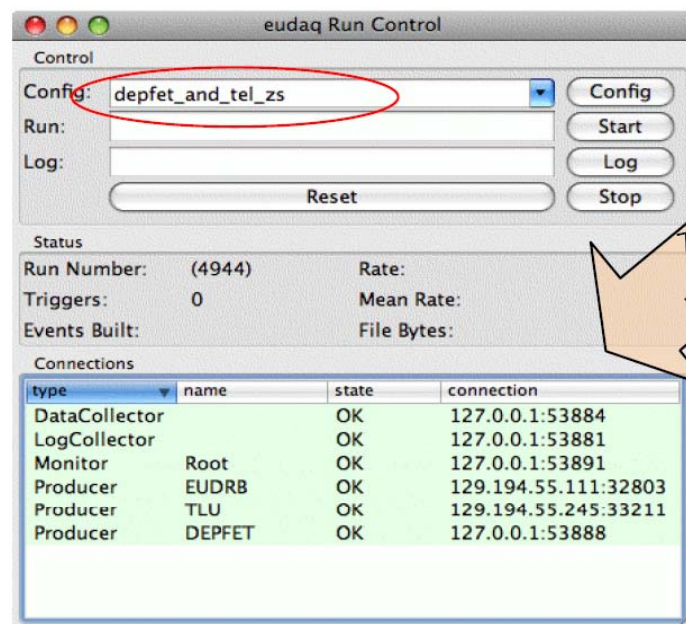 eudaq Run Control
Control
Config: depfet_and_tel_zs Config
Run: Start
Log: Log
Reset Stop
Status
Run Number: (4944) Rate:
Triggers: 0 Mean Rate:
Events Built: File Bytes:
Connections
type name state connection
DataCollector OK 127.0.0.1:53884
LogCollector OK 127.0.0.1:53881
Monitor Root OK 127.0.0.1:53891
Producer EUDRB OK 129.194.55.111:32803
Producer TLU OK 129.194.55.245:33211
Producer DEPFET OK 127.0.0.1:53888